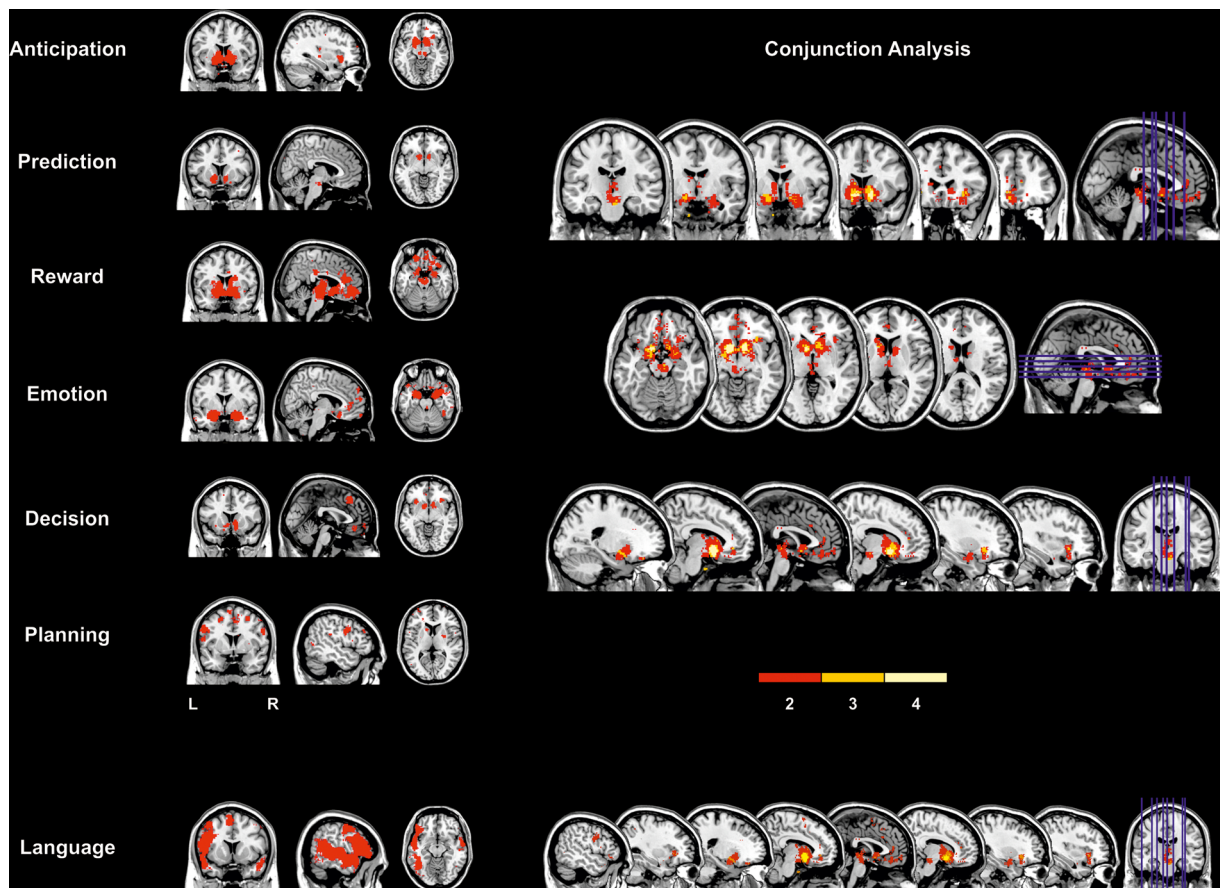 Anticipation
Conjunction Analysis
Prediction
Reward
Emotion
Decision
Planning
L R
2 3 4
Language